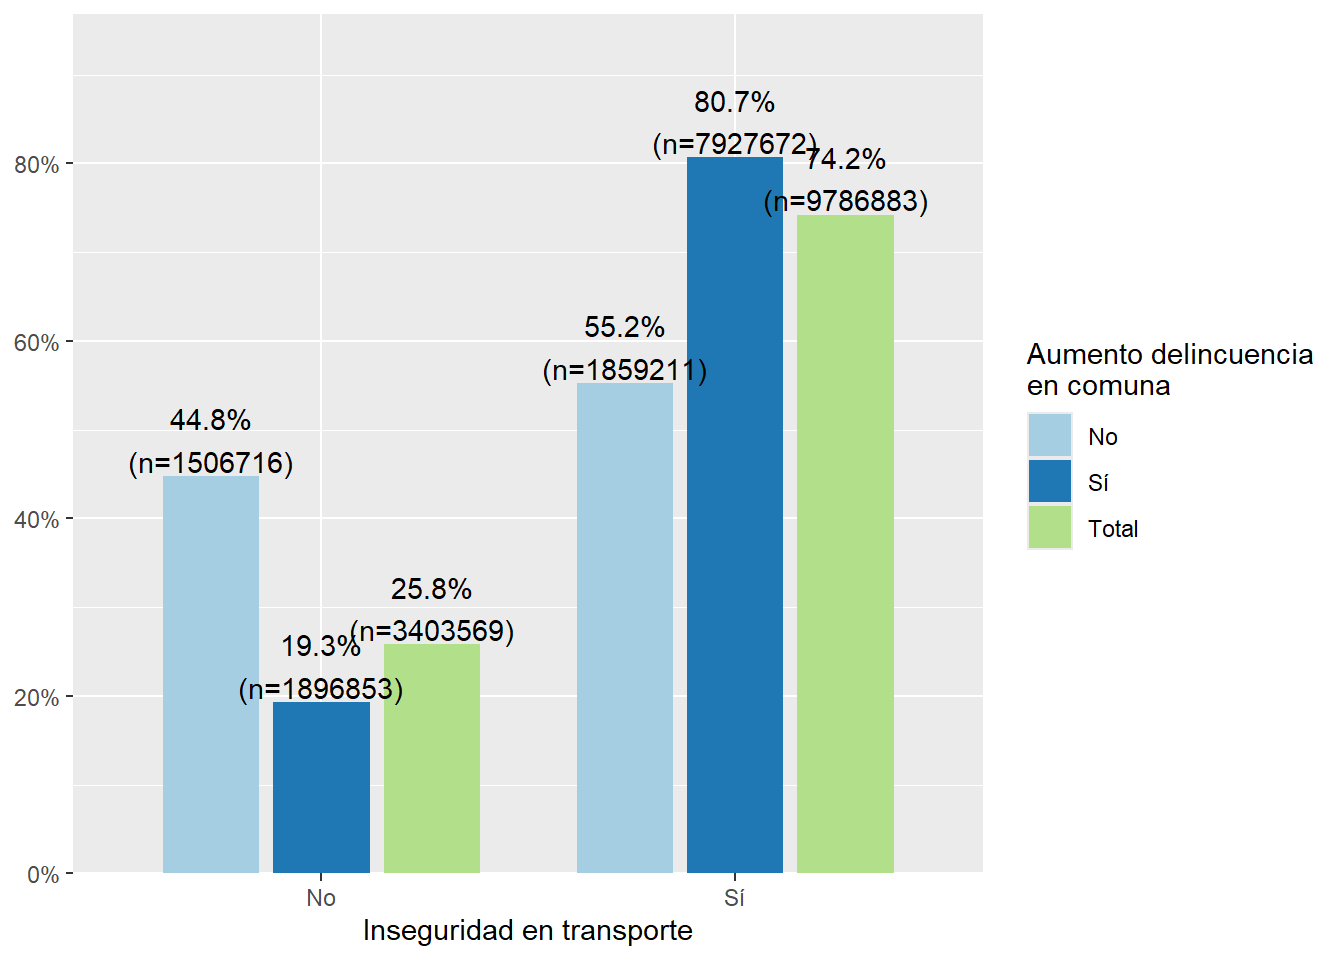 80.7%
(n=7927672)
74.2%
(n=9786883)
55.2%
(n=1859211)
44.8%
(n=1506716)
25.8%
(n=3403569)
19.3%
(n=1896853)
80%
60%
40%
20%
0%
No
Sí
Inseguridad en transporte
Aumento delincuencia
en comuna
No
Sí
Total